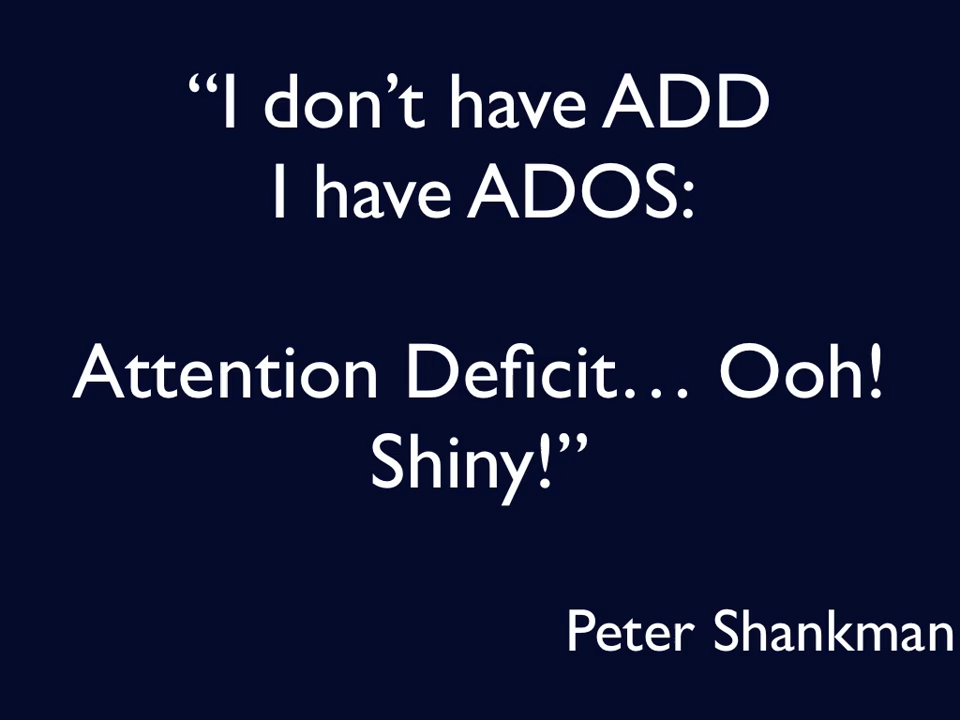 “I don’t have ADD
I have ADOS:
Attention Deficit… Ooh!
Shiny!”
Peter Shankman